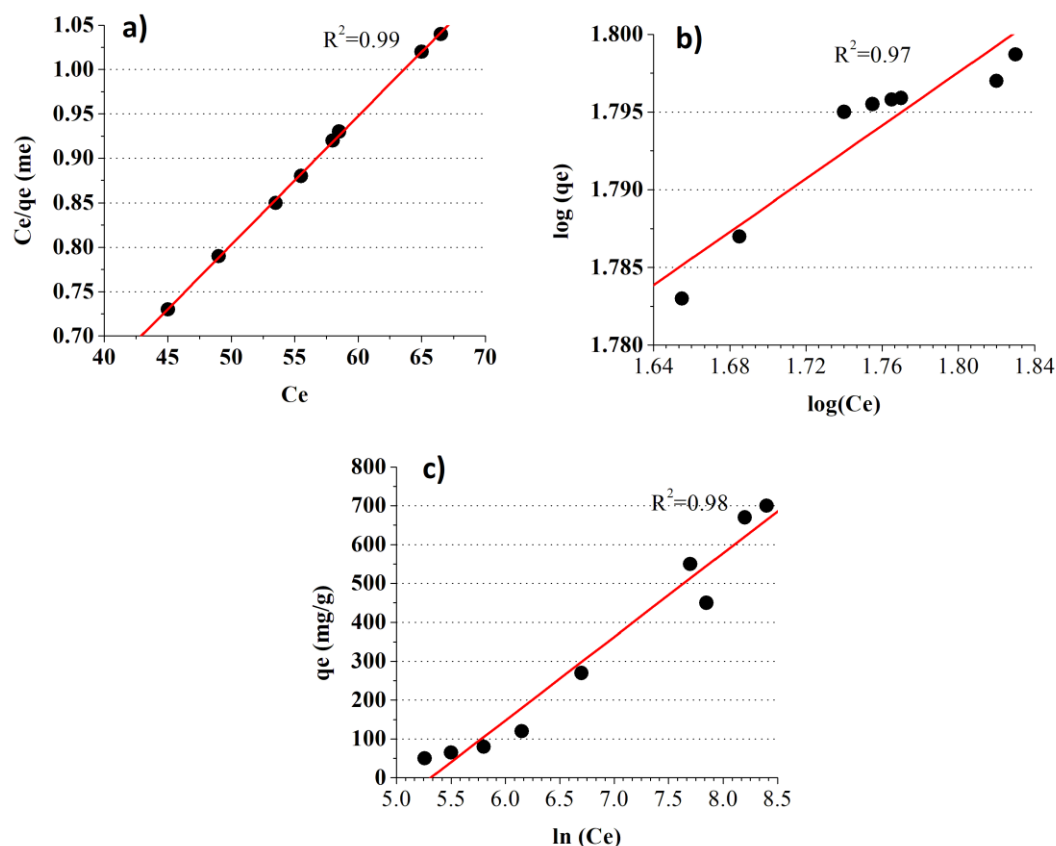 a)
R²=0.99
1.05
1.00
0.95
0.90
0.85
0.80
0.75
0.70
40 45 50 55 60 65 70
Ce/qe (me)
Ce
b)
R²=0.97
1.800
1.795
1.790
1.785
1.780
1.64 1.68 1.72 1.76 1.80 1.84
log (qe)
log(Ce)
c)
R²=0.98
800
700
600
500
400
300
200
100
0
5.0 5.5 6.0 6.5 7.0 7.5 8.0 8.5
qe (mg/g)
ln (Ce)